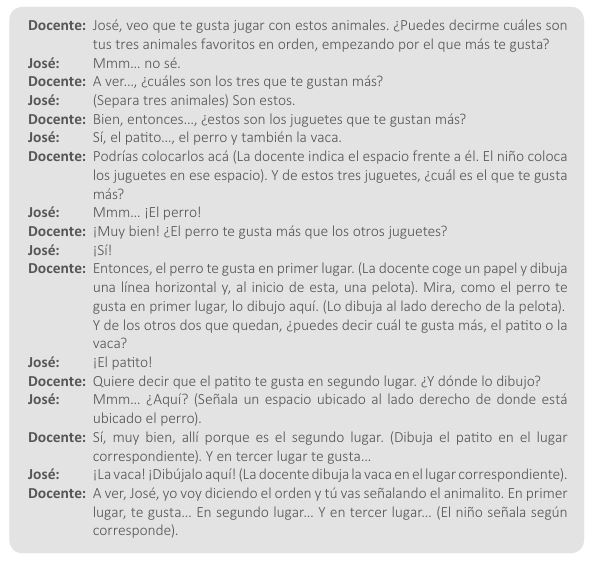 Docente: José, veo que te gusta jugar con estos animales. ¿Puedes decirme cuáles son
tus tres animales favoritos en orden, empezando por el que más te gusta?
José: Mmm... no sé.
Docente: A ver..., ¿cuáles son los tres que te gustan más?
José: (Separa tres animales) Son estos.
Docente: Bien, entonces..., ¿estos son los juguetes que te gustan más?
José: Sí, el patito..., el perro y también la vaca.
Docente: Podrías colocarlos acá (La docente indica el espacio frente a él. El niño coloca
los juguetes en ese espacio). Y de estos tres juguetes, ¿cuál es el que te gusta
más?
José: Mmm... ¡El perro!
Docente: ¡Muy bien! ¿El perro te gusta más que los otros juguetes?
José: ¡Sí!
Docente: Entonces, el perro te gusta en primer lugar. (La docente coge un papel y dibuja
una línea horizontal y, al inicio de esta, una pelota). Mira, como el perro te
gusta en primer lugar, lo dibujo aquí. (Lo dibuja al lado derecho de la pelota).
Y de los otros dos que quedan, ¿puedes decir cuál te gusta más, el patito o la
vaca?
José: ¡El patito!
Docente: Quiere decir que el patito te gusta en segundo lugar. ¿Y dónde lo dibujo?
José: Mmm... ¿Aquí? (Señala un espacio ubicado al lado derecho de donde está
ubicado el perro).
Docente: Sí, muy bien, allí porque es el segundo lugar. (Dibuja el patito en el lugar
correspondiente). Y en tercer lugar te gusta...
José: ¡La vaca! ¡Dibújalo aquí! (La docente dibuja la vaca en el lugar correspondiente).
Docente: A ver, José, yo voy diciendo el orden y tú vas señalando el animalito. En primer
lugar, te gusta... En segundo lugar... Y en tercer lugar... (El niño señala según
corresponde).